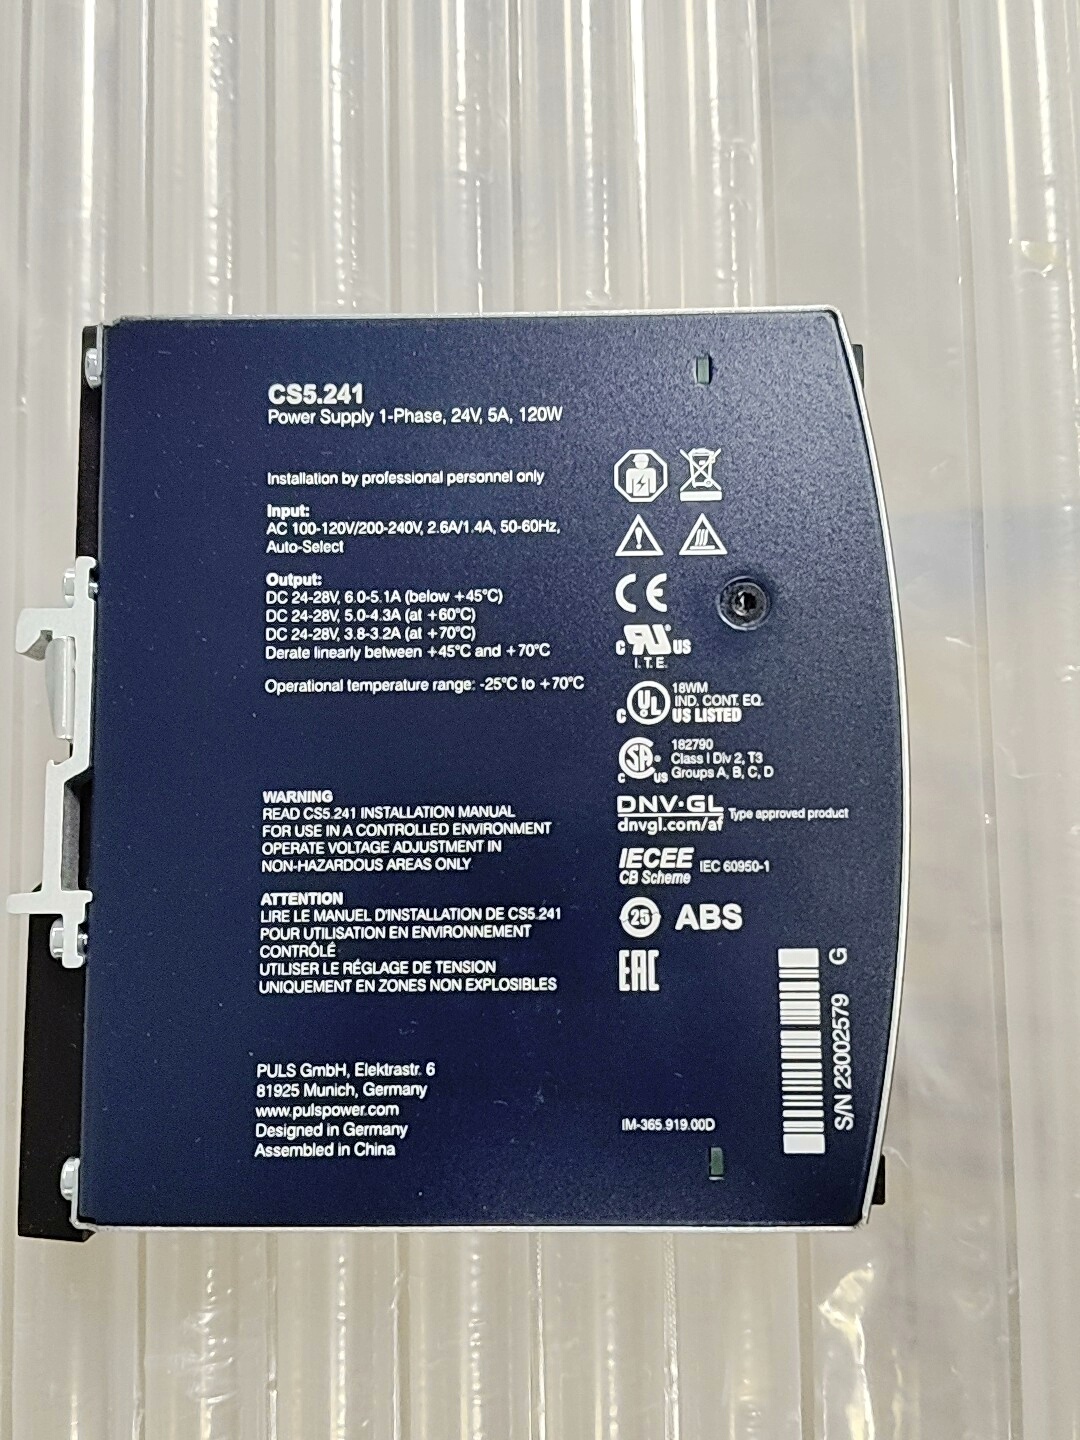 CS5.241
Power Supply 1-Phase, 24V, 5A, 120W
Installation by professional personnel only
Input:
AC 100-120V/200-240V, 2.6A/1.4A, 50-60Hz,
Auto-Select
Output:
DC 24-28V, 6.0-5.1A (below +45°C)
DC 24-28V, 5.0-4.3A (at +60°C)
DC 24-28V, 3.8-3.2A (at +70°C)
Derate linearly between +45°C and +70°C
Operational temperature range: -25°C to +70°C
WARNING
READ CS5.241 INSTALLATION MANUAL
FOR USE IN A CONTROLLED ENVIRONMENT
OPERATE VOLTAGE ADJUSTMENT IN
NON-HAZARDOUS AREAS ONLY
ATTENTION
LIRE LE MANUEL D'INSTALLATION DE CS5.241
POUR UTILISATION EN ENVIRONNEMENT
CONTRÔLÉ
UTILISER LE RÉGLAGE DE TENSION
UNIQUEMENT EN ZONES NON EXPLOSIBLES
PULS GmbH, Elektrastr. 6
81925 Munich, Germany
www.pulspower.com
Designed in Germany
Assembled in China
CE
c RU ® US
I.T.E.
c UL 18WM
IND. CONT. EQ.
US LISTED
c SA ® US 182790
Class I Div 2, T3
Groups A, B, C, D
DNV·GL
dnvgl.com/af Type approved product
IECEE
CB Scheme IEC 60950-1
25 ABS
EAC
IM-365.919.00D
S/N 23002579 G